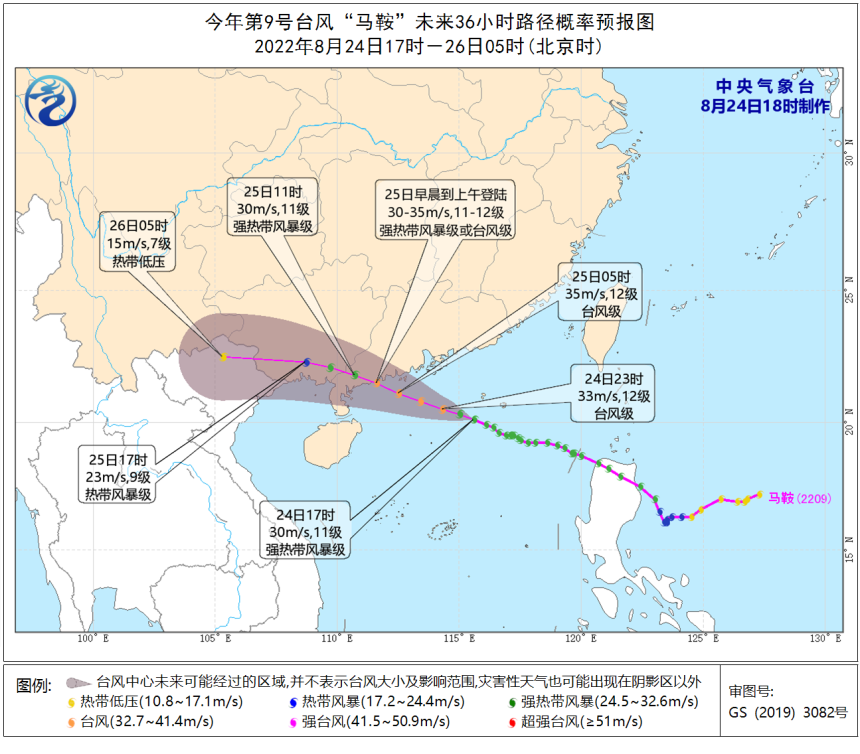 今年第9号台风“马鞍”未来36小时路径概率预报图
2022年8月24日17时－26日05时(北京时)
中央气象台
8月24日18时制作
25日11时
30m/s,11级
强热带风暴级
25日早晨到上午登陆
30-35m/s,11-12级
强热带风暴级或台风级
26日05时
15m/s,7级
热带低压
25日05时
35m/s,12级
台风级
24日23时
33m/s,12级
台风级
25日17时
23m/s,9级
热带风暴级
24日17时
30m/s,11级
强热带风暴级
马鞍(2209)
30°N
25°N
20°N
15°N
100°E
105°E
110°E
115°E
120°E
125°E
130°E
图例:
台风中心未来可能经过的区域,并不表示台风大小及影响范围,灾害性天气也可能出现在阴影区以外
热带低压(10.8~17.1m/s)
热带风暴(17.2~24.4m/s)
强热带风暴(24.5~32.6m/s)
台风(32.7~41.4m/s)
强台风(41.5~50.9m/s)
超强台风(≥51m/s)
审图号:
GS (2019) 3082号